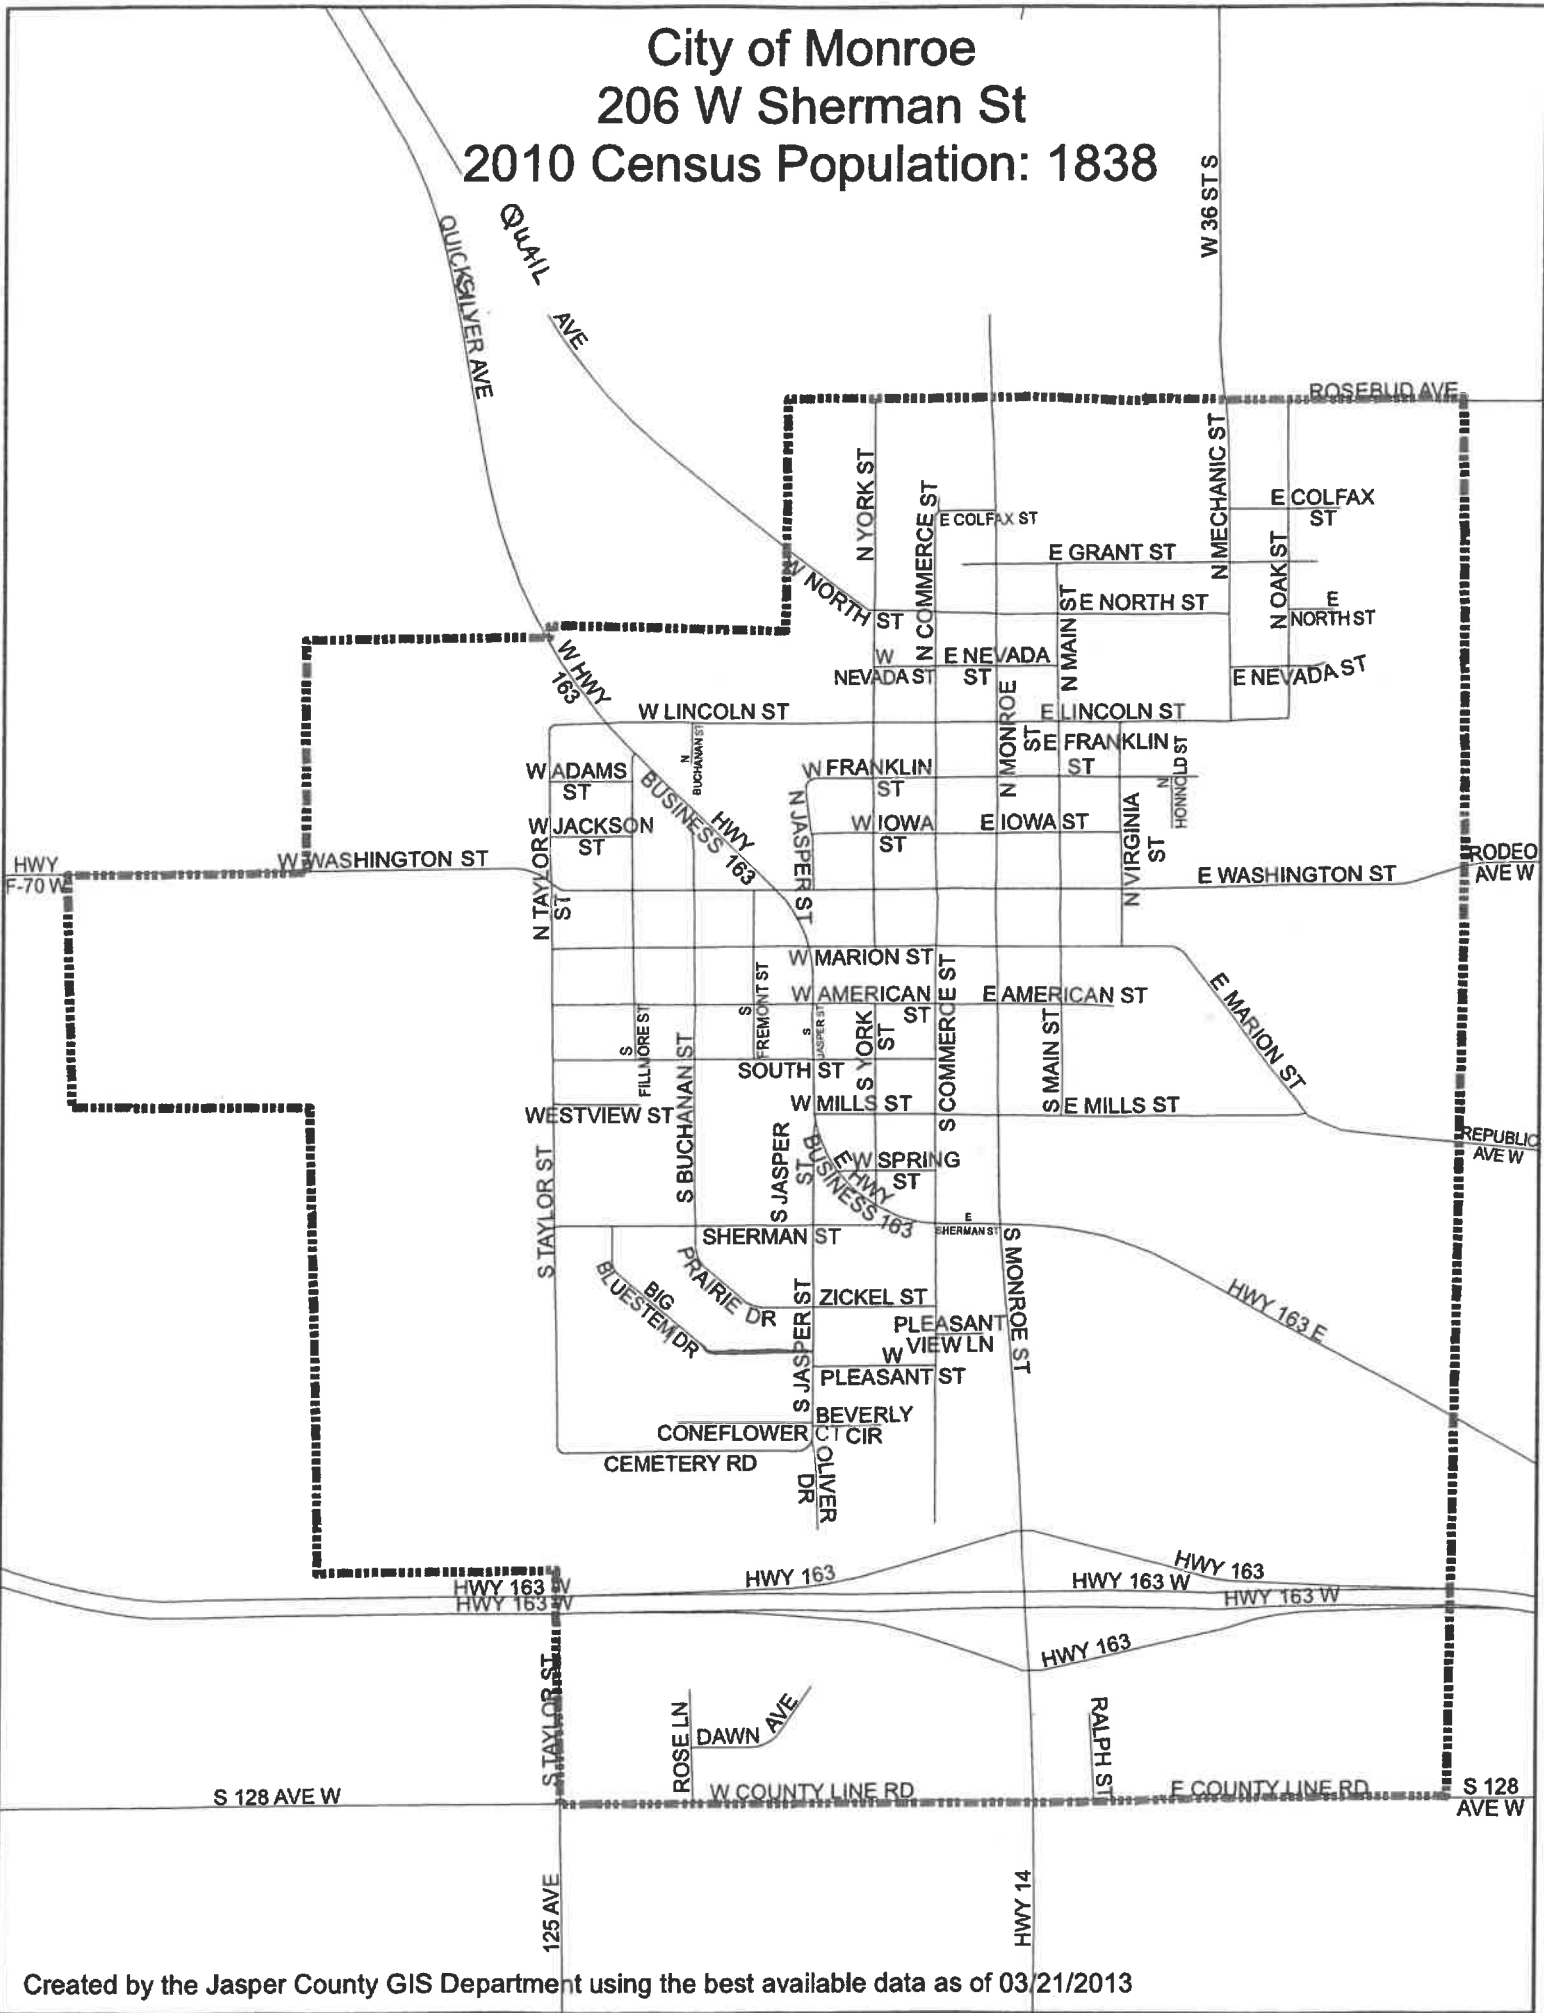 City of Monroe
206 W Sherman St
2010 Census Population: 1838
W 36 ST S
QUICKSILVER AVE
QUAIL
AVE
ROSEBUD AVE
N YORK ST
N COMMERCE ST
E COLFAX ST
N MECHANIC ST
E COLFAX
ST
E GRANT ST
N OAK ST
W NORTH
ST
N MAIN ST
E NORTH ST
E
NORTH ST
W HWY
163
W
NEVADA ST
E NEVADA
ST
E NEVADA ST
W LINCOLN ST
E LINCOLN ST
N
BUCHANAN ST
N MONROE
ST
E FRANKLIN
ST
N
HONNOLD ST
W ADAMS
ST
BUSINESS
HWY
163
W FRANKLIN
ST
N JASPER ST
W JACKSON
ST
W IOWA
ST
E IOWA ST
N VIRGINIA
ST
HWY
F-70 W
W WASHINGTON ST
N TAYLOR
ST
E WASHINGTON ST
RODEO
AVE W
W MARION ST
W AMERICAN
ST
E AMERICAN ST
E MARION ST
S
FILLMORE ST
S
FREMONT ST
S
JASPER ST
S YORK
ST
S COMMERCE ST
S MAIN ST
SOUTH ST
S BUCHANAN ST
WESTVIEW ST
W MILLS ST
E MILLS ST
REPUBLIC
AVE W
S TAYLOR ST
S JASPER
ST
E HWY
BUSINESS 163
W SPRING
ST
SHERMAN ST
E
SHERMAN ST
S MONROE ST
HWY 163 E
BIG
BLUESTEM DR
PRAIRIE DR
S JASPER ST
ZICKEL ST
PLEASANT
VIEW LN
W
PLEASANT ST
BEVERLY
CIR
CONEFLOWER CT
CEMETERY RD
OLIVER
DR
HWY 163 W
HWY 163 W
HWY 163
HWY 163
HWY 163 W
HWY 163 W
HWY 163
S TAYLOR ST
ROSE LN
DAWN AVE
RALPH ST
S 128 AVE W
W COUNTY LINE RD
E COUNTY LINE RD
S 128
AVE W
125 AVE
HWY 14
Created by the Jasper County GIS Department using the best available data as of 03/21/2013